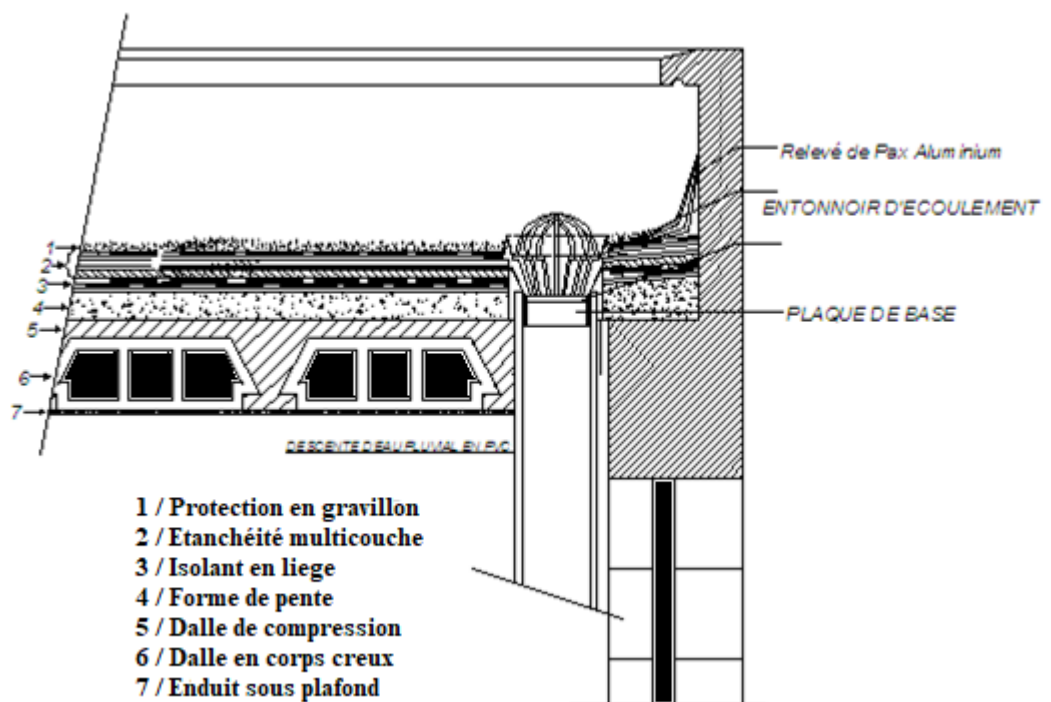 Relevé de Pax Aluminium
ENTONNOIR D'ECOULEMENT
1
2
3
4
PLAQUE DE BASE
5
6
7
DESCENTE D'EAU PLUVIAL EN PVC
1 / Protection en gravillon
2 / Etanchéité multicouche
3 / Isolant en liege
4 / Forme de pente
5 / Dalle de compression
6 / Dalle en corps creux
7 / Enduit sous plafond